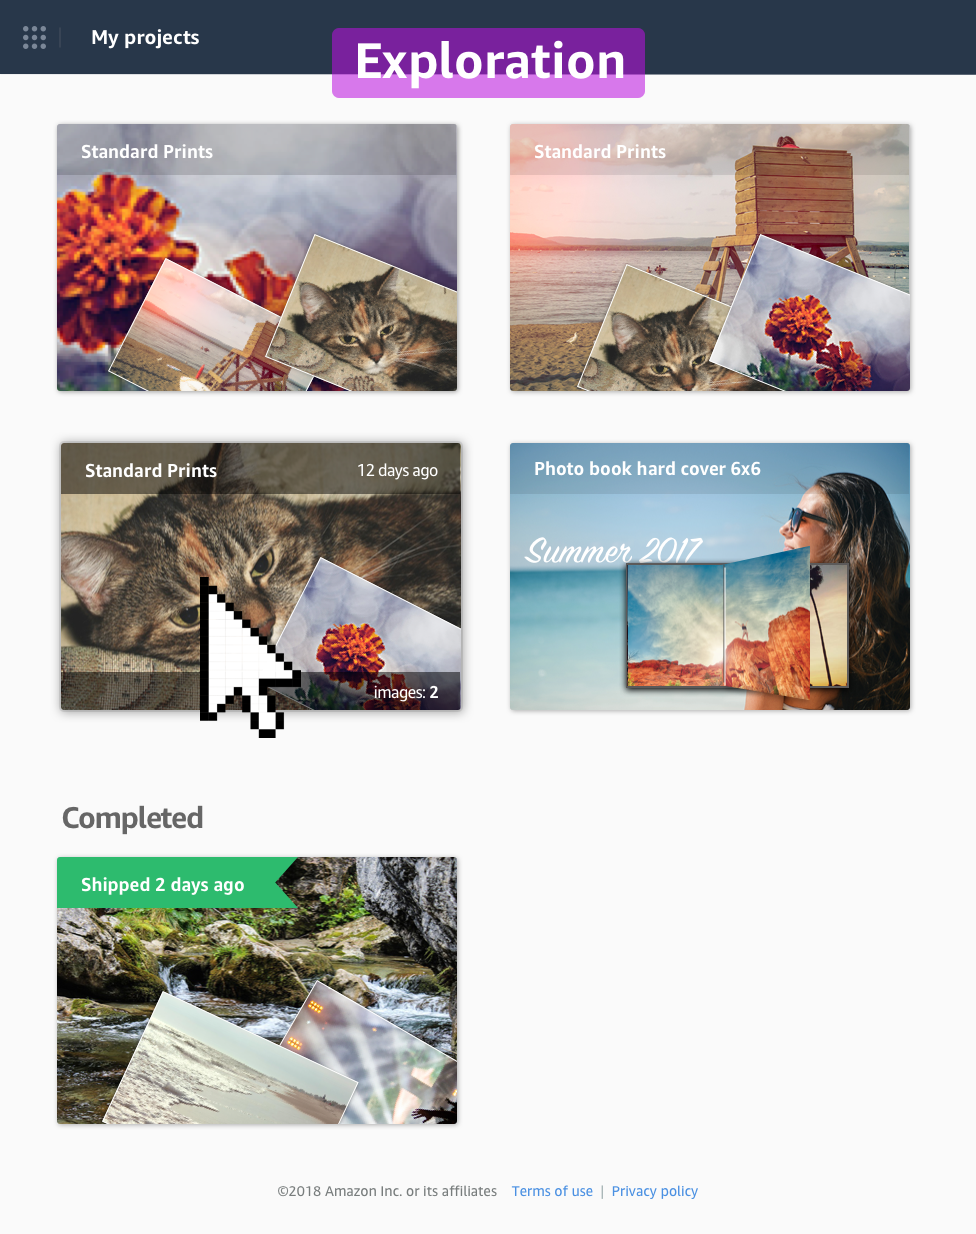 My projects
Exploration
Standard Prints
Standard Prints
Standard Prints
12 days ago
images: 2
Photo book hard cover 6x6
Summer 2017
Completed
Shipped 2 days ago
©2018 Amazon Inc. or its affiliates Terms of use | Privacy policy